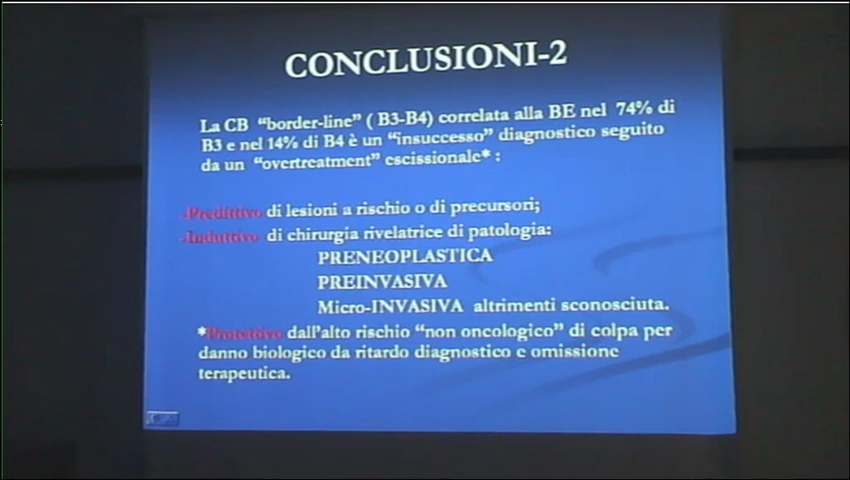 CONCLUSIONI-2
La CB “border-line” ( B3-B4) correlata alla BE nel 74% di
B3 e nel 14% di B4 è un “insuccesso” diagnostico seguito
da un “overtreatment” escissionale* :
-Predittivo di lesioni a rischio o di precursori;
-Induttivo di chirurgia rivelatrice di patologia:
PRENEOPLASTICA
PREINVASIVA
Micro-INVASIVA altrimenti sconosciuta.
*Protettivo dall’alto rischio “non oncologico” di colpa per
danno biologico da ritardo diagnostico e omissione
terapeutica.